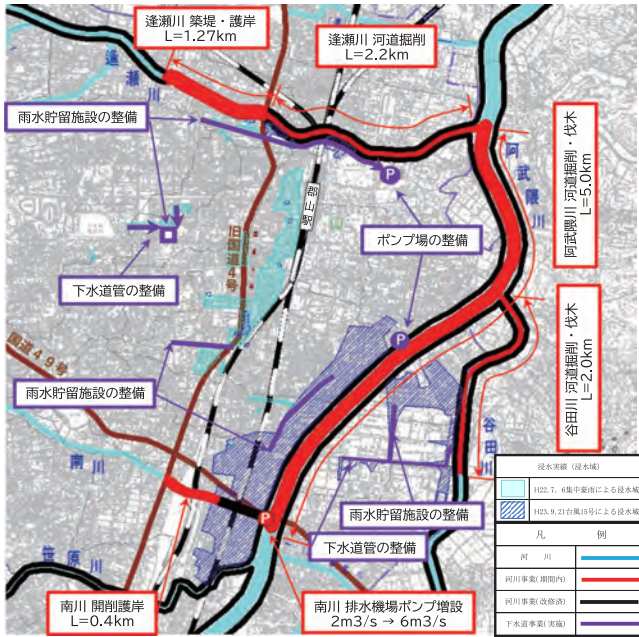 逢瀬川 築堤・護岸
L=1.27km
逢瀬川 河道掘削
L=2.2km
逢瀬川
雨水貯留施設の整備
阿武隈川
阿武隈川 河道掘削・伐木
L=5.0km
P
郡山駅
旧国道4号
ポンプ場の整備
下水道管の整備
国道49号
P
谷田川 河道掘削・伐木
L=2.0km
雨水貯留施設の整備
谷田川
南川
雨水貯留施設の整備
P
下水道管の整備
笹原川
南川 開削護岸
L=0.4km
南川 排水機場ポンプ増設
2m3/s → 6m3/s
浸水実績（浸水域）
H22.7.6集中豪雨による浸水域
H23.9.21台風15号による浸水域
凡例
河川
河川事業(期間内)
河川事業(改修済)
下水道事業(実施)